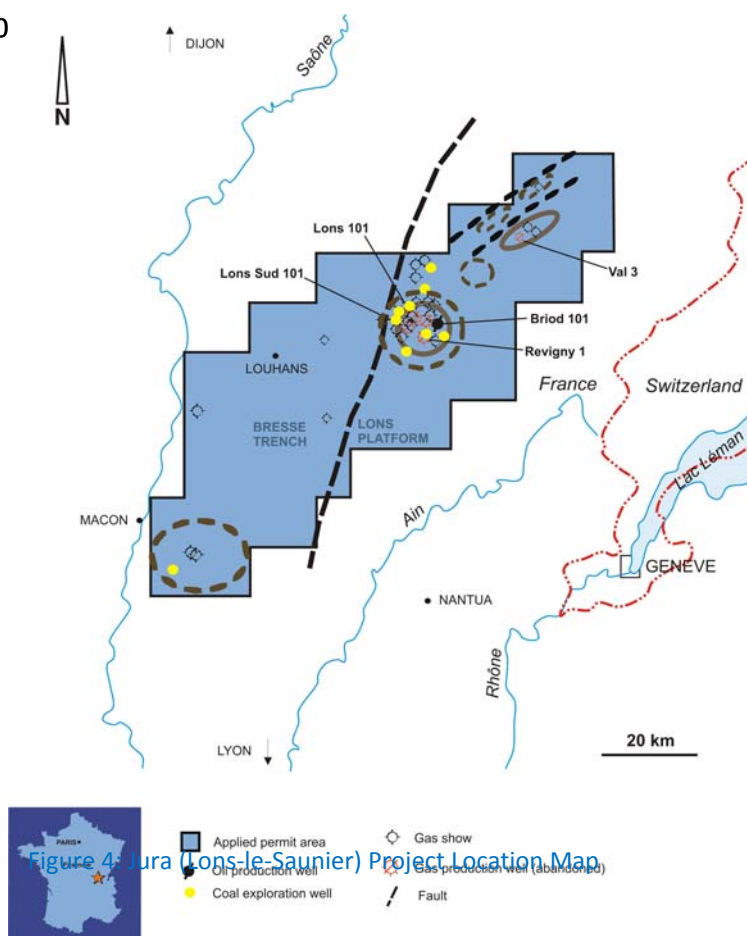 0
DIJON
Saône
N
Lons 101
Lons Sud 101
Val 3
Briod 101
Revigny 1
LOUHANS
France
Switzerland
BRESSE
TRENCH
LONS
PLATFORM
Lac Léman
Ain
MACON
GENEVE
NANTUA
Rhône
LYON
20 km
PARIS
Applied permit area
Gas show
Figure 4: Jura (Lons-le-Saunier) Project Location Map
Oil production well
Gas production well (abandoned)
Coal exploration well
Fault